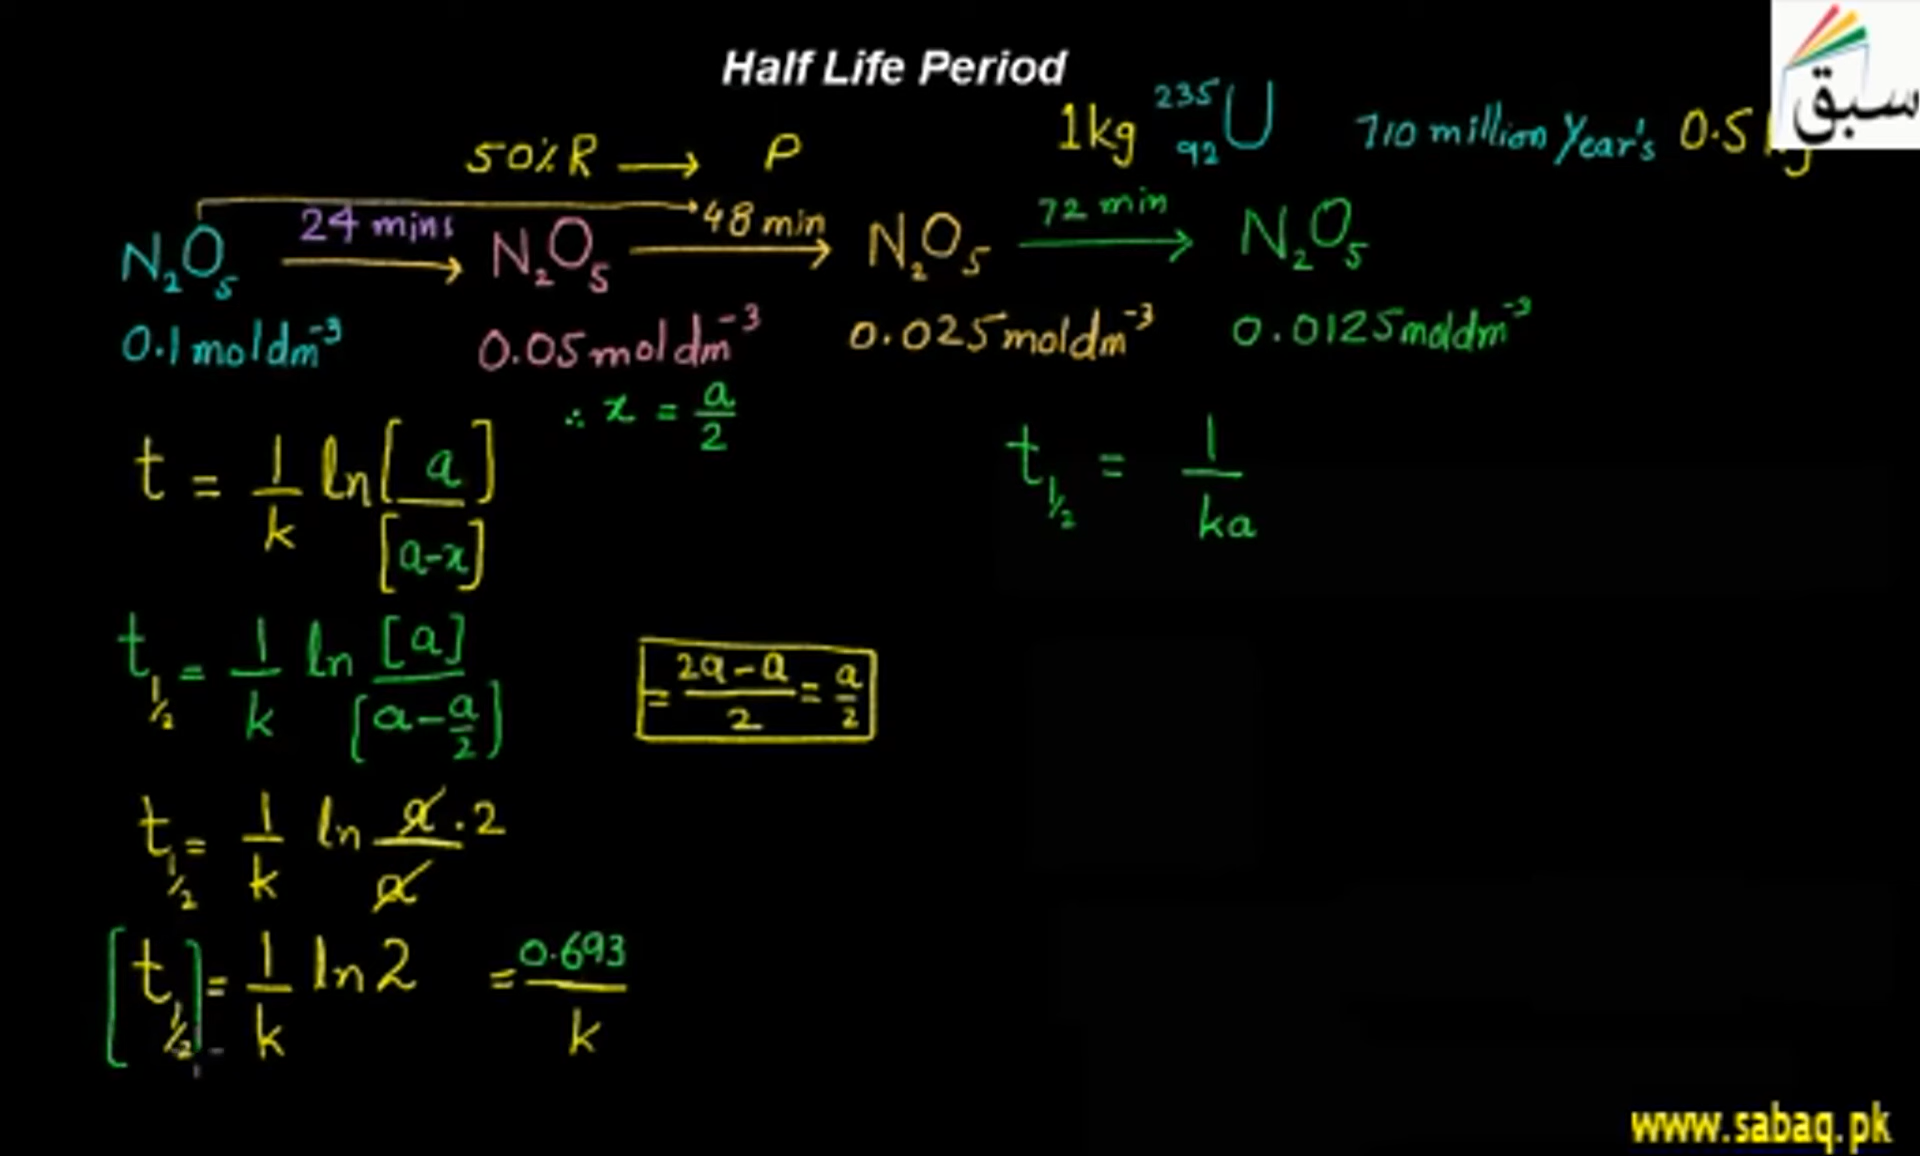 Half Life Period
سبق
50% R → P
1kg ²³⁵₉₂U 710 million Year's 0.5 kg
N₂O₅ 24 mins → N₂O₅ 48 min → N₂O₅ 72 min → N₂O₅
0.1 moldm⁻³ 0.05 moldm⁻³ 0.025 moldm⁻³ 0.0125 moldm⁻³
∴ x = a/2
t = 1/k ln [a]/[a-x]
t½ = 1/ka
t½ = 1/k ln [a]/[a-a/2]
= 2a-a/2 = a/2
t½ = 1/k ln a.2/a
[t½] = 1/k ln2 = 0.693/k
www.sabaq.pk